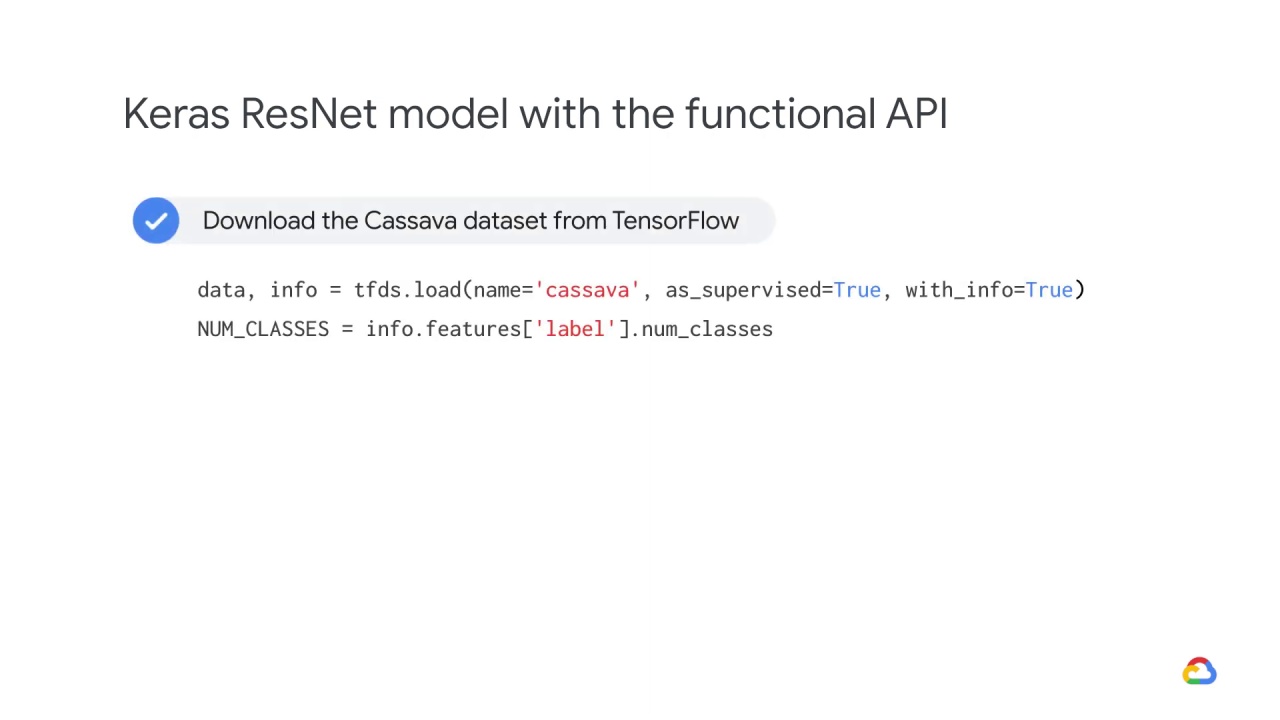 Keras ResNet model with the functional API
Download the Cassava dataset from TensorFlow
data, info = tfds.load(name='cassava', as_supervised=True, with_info=True)
NUM_CLASSES = info.features['label'].num_classes